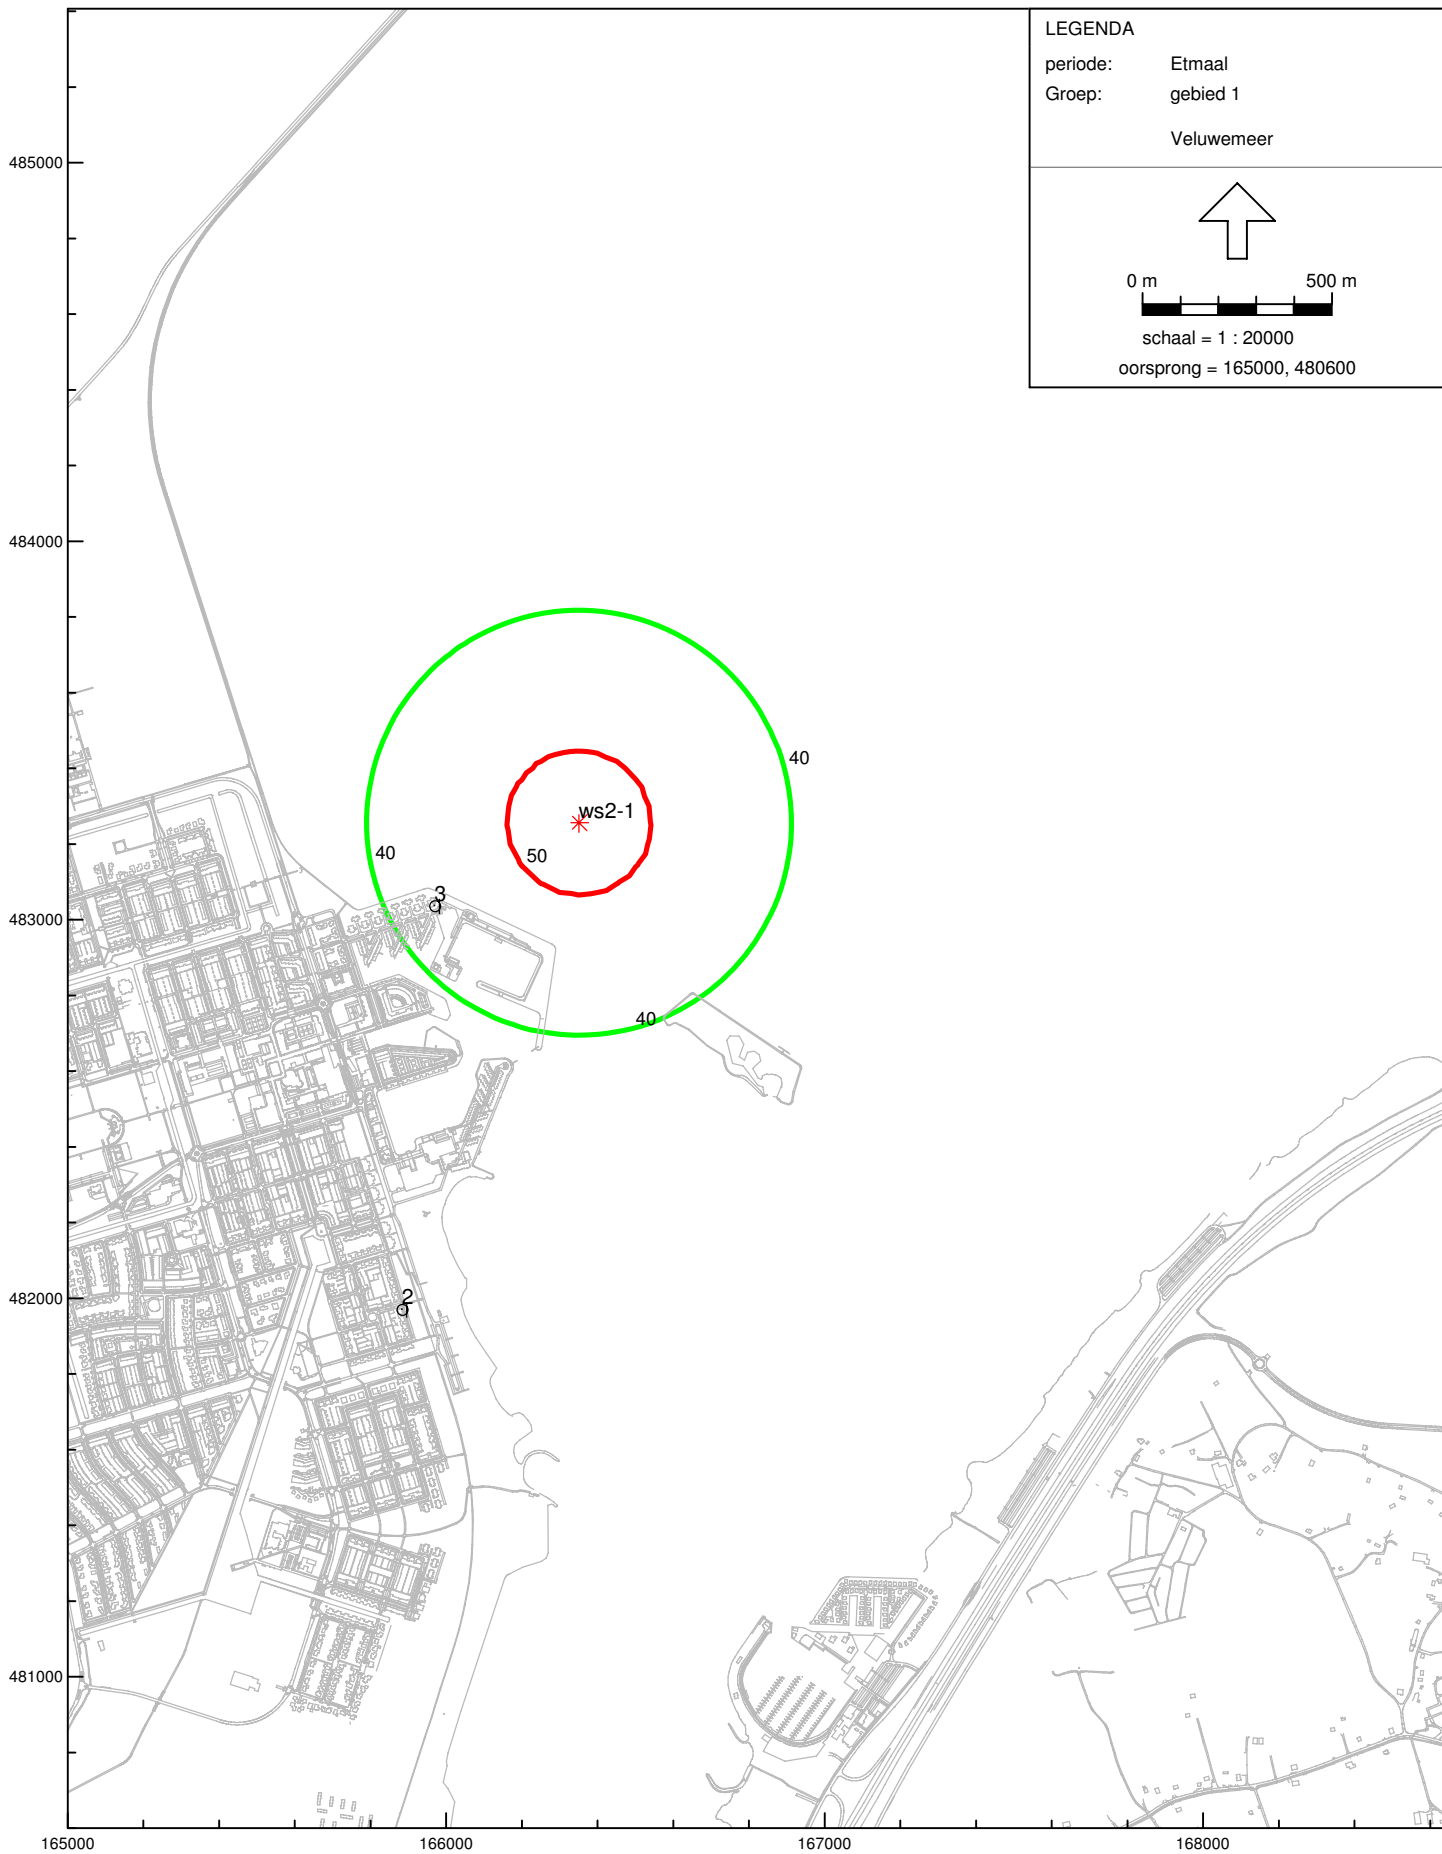 LEGENDA
periode: Etmaal
Groep: gebied 1
Veluwemeer
0 m 500 m
schaal = 1 : 20000
oorsprong = 165000, 480600
485000
484000
40
ws2-1
40
50
3
483000
40
2
482000
481000
165000 166000 167000 168000